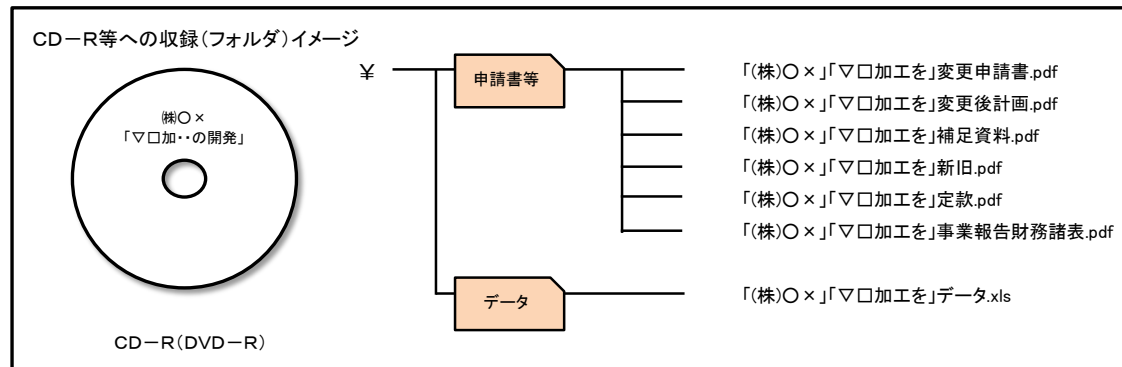 CD－R等への収録（フォルダ）イメージ
㈱○×
「▽□加・・の開発」
CD－R（DVD－R）
￥
申請書等
「(株)○×」「▽□加工を」変更申請書.pdf
「(株)○×」「▽□加工を」変更後計画.pdf
「(株)○×」「▽□加工を」補足資料.pdf
「(株)○×」「▽□加工を」新旧.pdf
「(株)○×」「▽□加工を」定款.pdf
「(株)○×」「▽□加工を」事業報告財務諸表.pdf
データ
「(株)○×」「▽□加工を」データ.xls